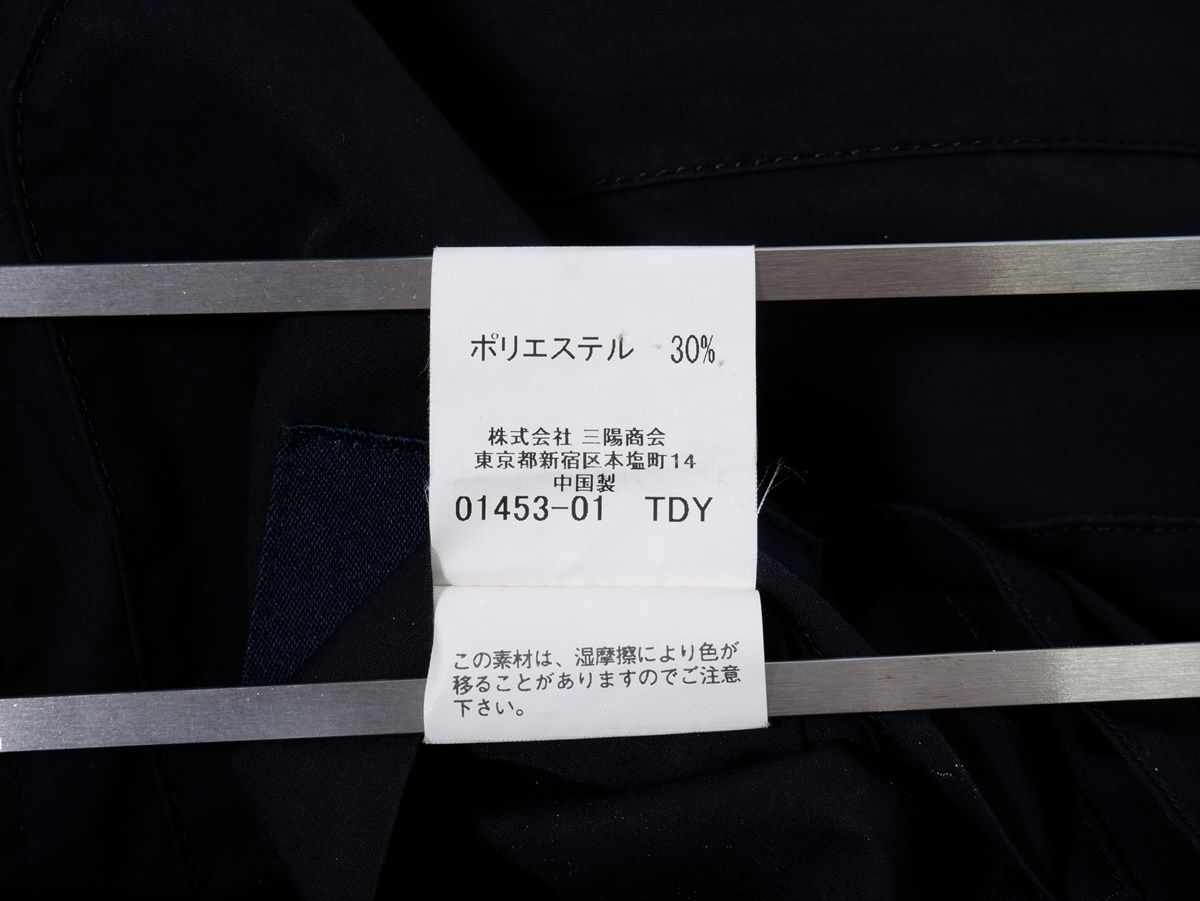 ポリエステル 30%
株式会社 三陽商会
東京都新宿区本塩町14
中国製
01453-01 TDY
この素材は、湿摩擦により色が
移ることがありますのでご注意
下さい。